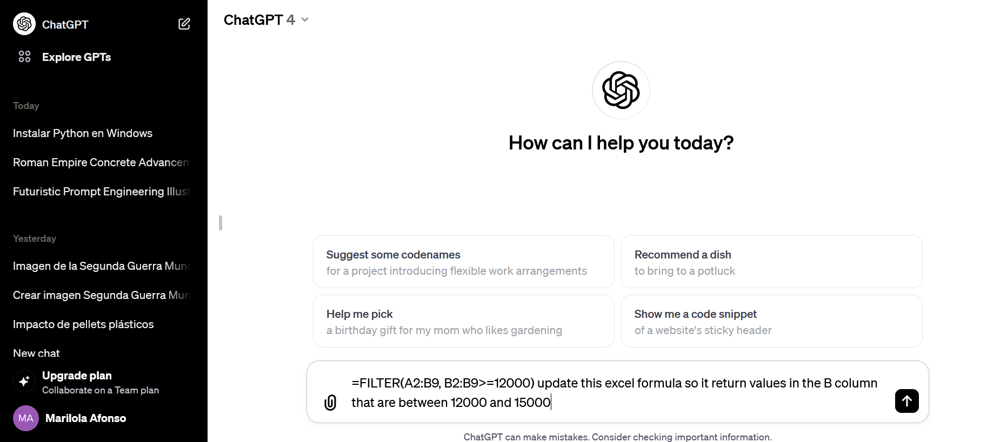 ChatGPT
Explore GPTs
Today
Instalar Python en Windows
Roman Empire Concrete Advancem
Futuristic Prompt Engineering Illust
Yesterday
Imagen de la Segunda Guerra Mund
Crear imagen Segunda Guerra Mun
Impacto de pellets plásticos
New chat
Upgrade plan
Collaborate on a Team plan
MA Marilola Afonso
ChatGPT 4
How can I help you today?
Suggest some codenames
for a project introducing flexible work arrangements
Recommend a dish
to bring to a potluck
Help me pick
a birthday gift for my mom who likes gardening
Show me a code snippet
of a website's sticky header
=FILTER(A2:B9, B2:B9>=12000) update this excel formula so it return values in the B column
that are between 12000 and 15000
ChatGPT can make mistakes. Consider checking important information.